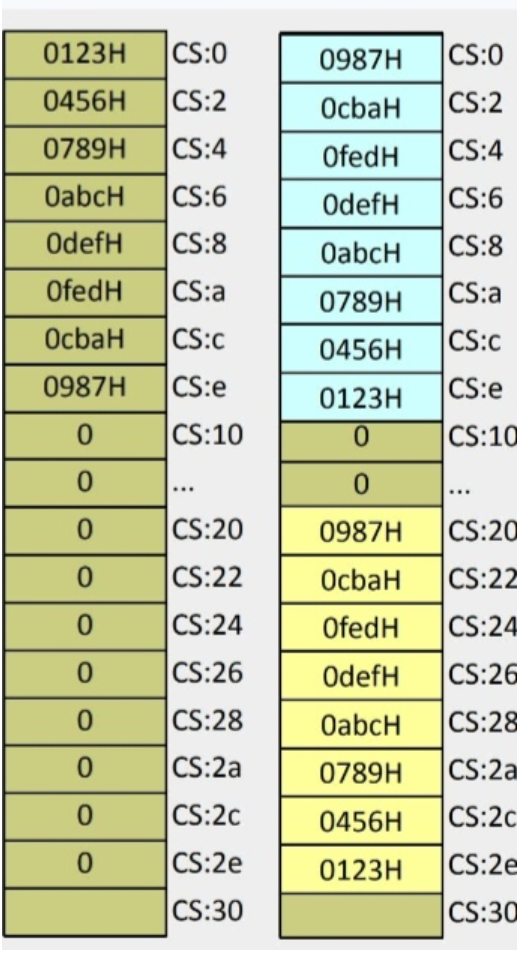 0123H CS:0 0987H CS:0
0456H CS:2 0cbaH CS:2
0789H CS:4 0fedH CS:4
0abcH CS:6 0defH CS:6
0defH CS:8 0abcH CS:8
0fedH CS:a 0789H CS:a
0cbaH CS:c 0456H CS:c
0987H CS:e 0123H CS:e
0 CS:10 0 CS:10
0 ... 0 ...
0 CS:20 0987H CS:20
0 CS:22 0cbaH CS:22
0 CS:24 0fedH CS:24
0 CS:26 0defH CS:26
0 CS:28 0abcH CS:28
0 CS:2a 0789H CS:2a
0 CS:2c 0456H CS:2c
0 CS:2e 0123H CS:2e
CS:30 CS:30